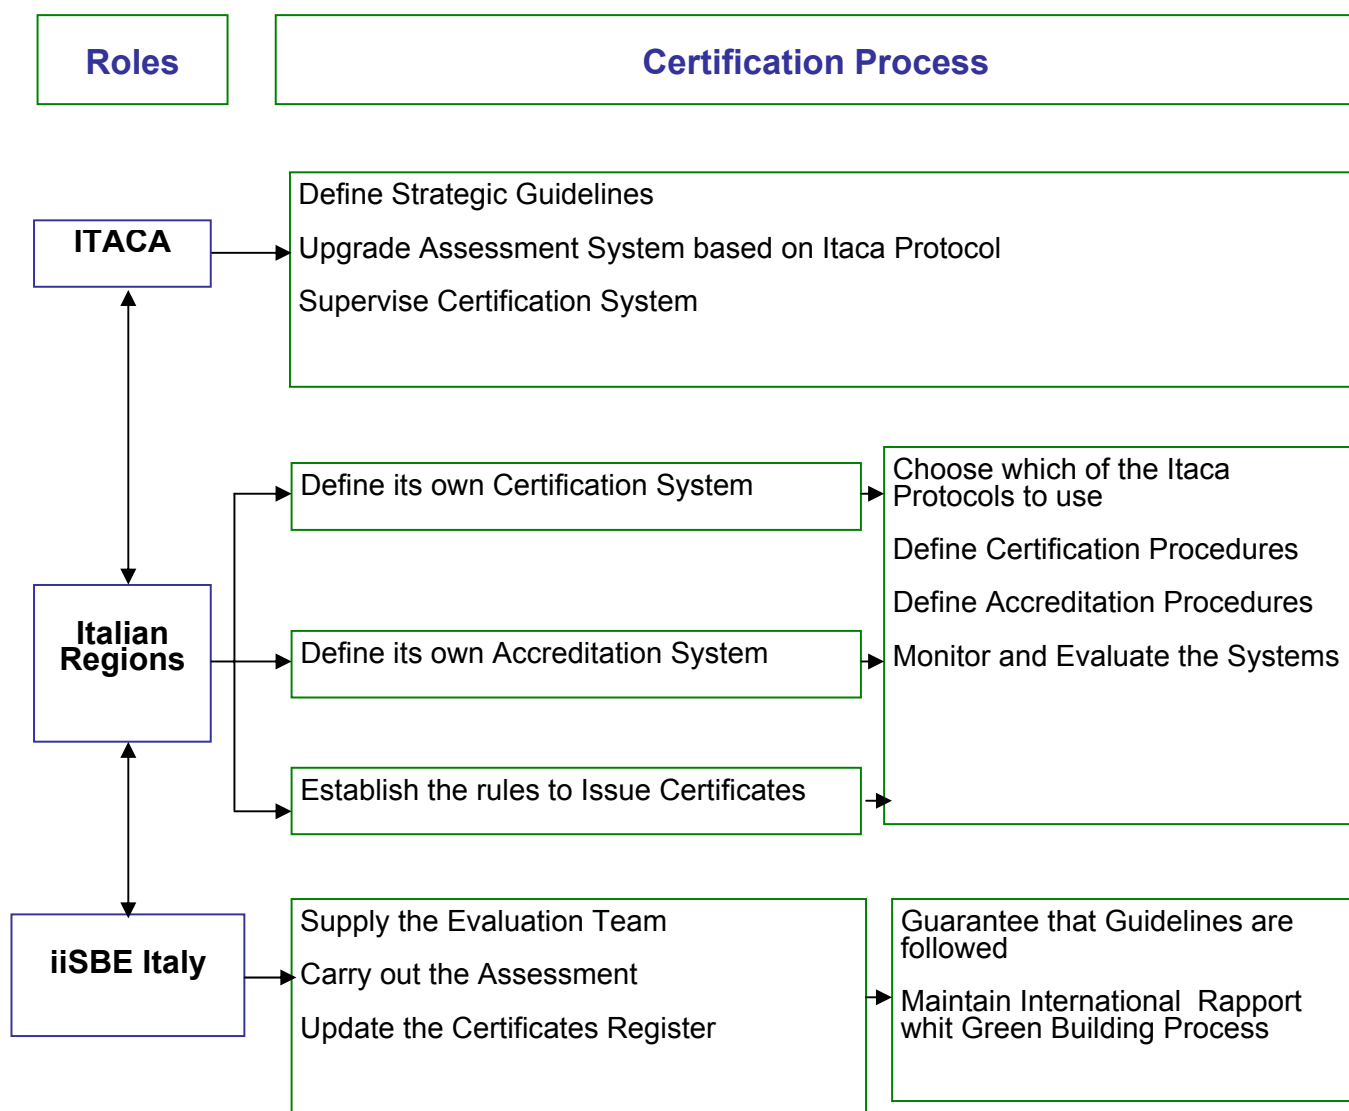 Roles
Certification Process
ITACA
Define Strategic Guidelines
Upgrade Assessment System based on Itaca Protocol
Supervise Certification System
Italian
Regions
Define its own Certification System
Define its own Accreditation System
Establish the rules to Issue Certificates
Choose which of the Itaca
Protocols to use
Define Certification Procedures
Define Accreditation Procedures
Monitor and Evaluate the Systems
iiSBE Italy
Supply the Evaluation Team
Carry out the Assessment
Update the Certificates Register
Guarantee that Guidelines are
followed
Maintain International Rapport
whit Green Building Process